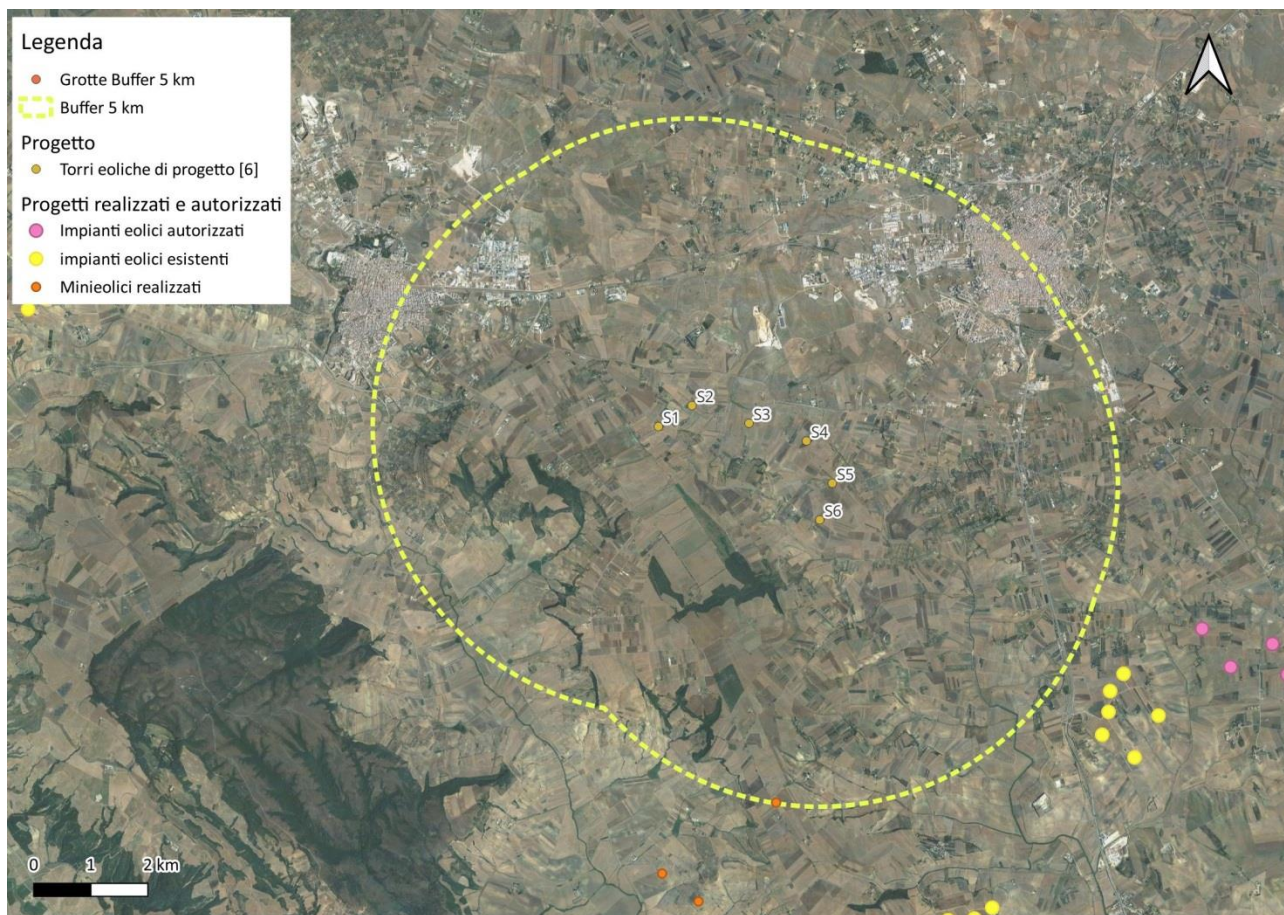 Legenda
Grotte Buffer 5 km
Buffer 5 km
Progetto
Torri eoliche di progetto [6]
Progetti realizzati e autorizzati
Impianti eolici autorizzati
impianti eolici esistenti
Minieolici realizzati
S2
S1
S3
S4
S5
S6
0 1 2 km